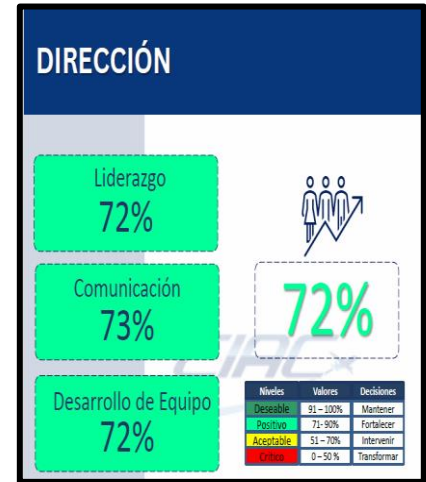 DIRECCIÓN
Liderazgo
72%
Comunicación
73%
Desarrollo de Equipo
72%
72%
CIRC
Niveles Valores Decisiones
Deseable 91 – 100% Mantener
Positivo 71- 90% Fortalecer
Aceptable 51 – 70% Intervenir
Crítico 0 – 50 % Transformar